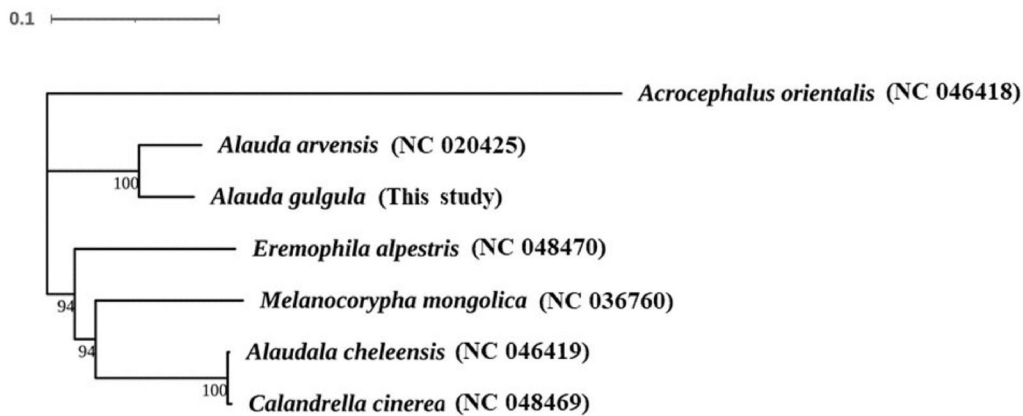 0.1
Acrocephalus orientalis (NC 046418)
Alauda arvensis (NC 020425)
100
Alauda gulgula (This study)
Eremophila alpestris (NC 048470)
94
Melanocorypha mongolica (NC 036760)
94
Alaudala cheleensis (NC 046419)
100
Calandrella cinerea (NC 048469)